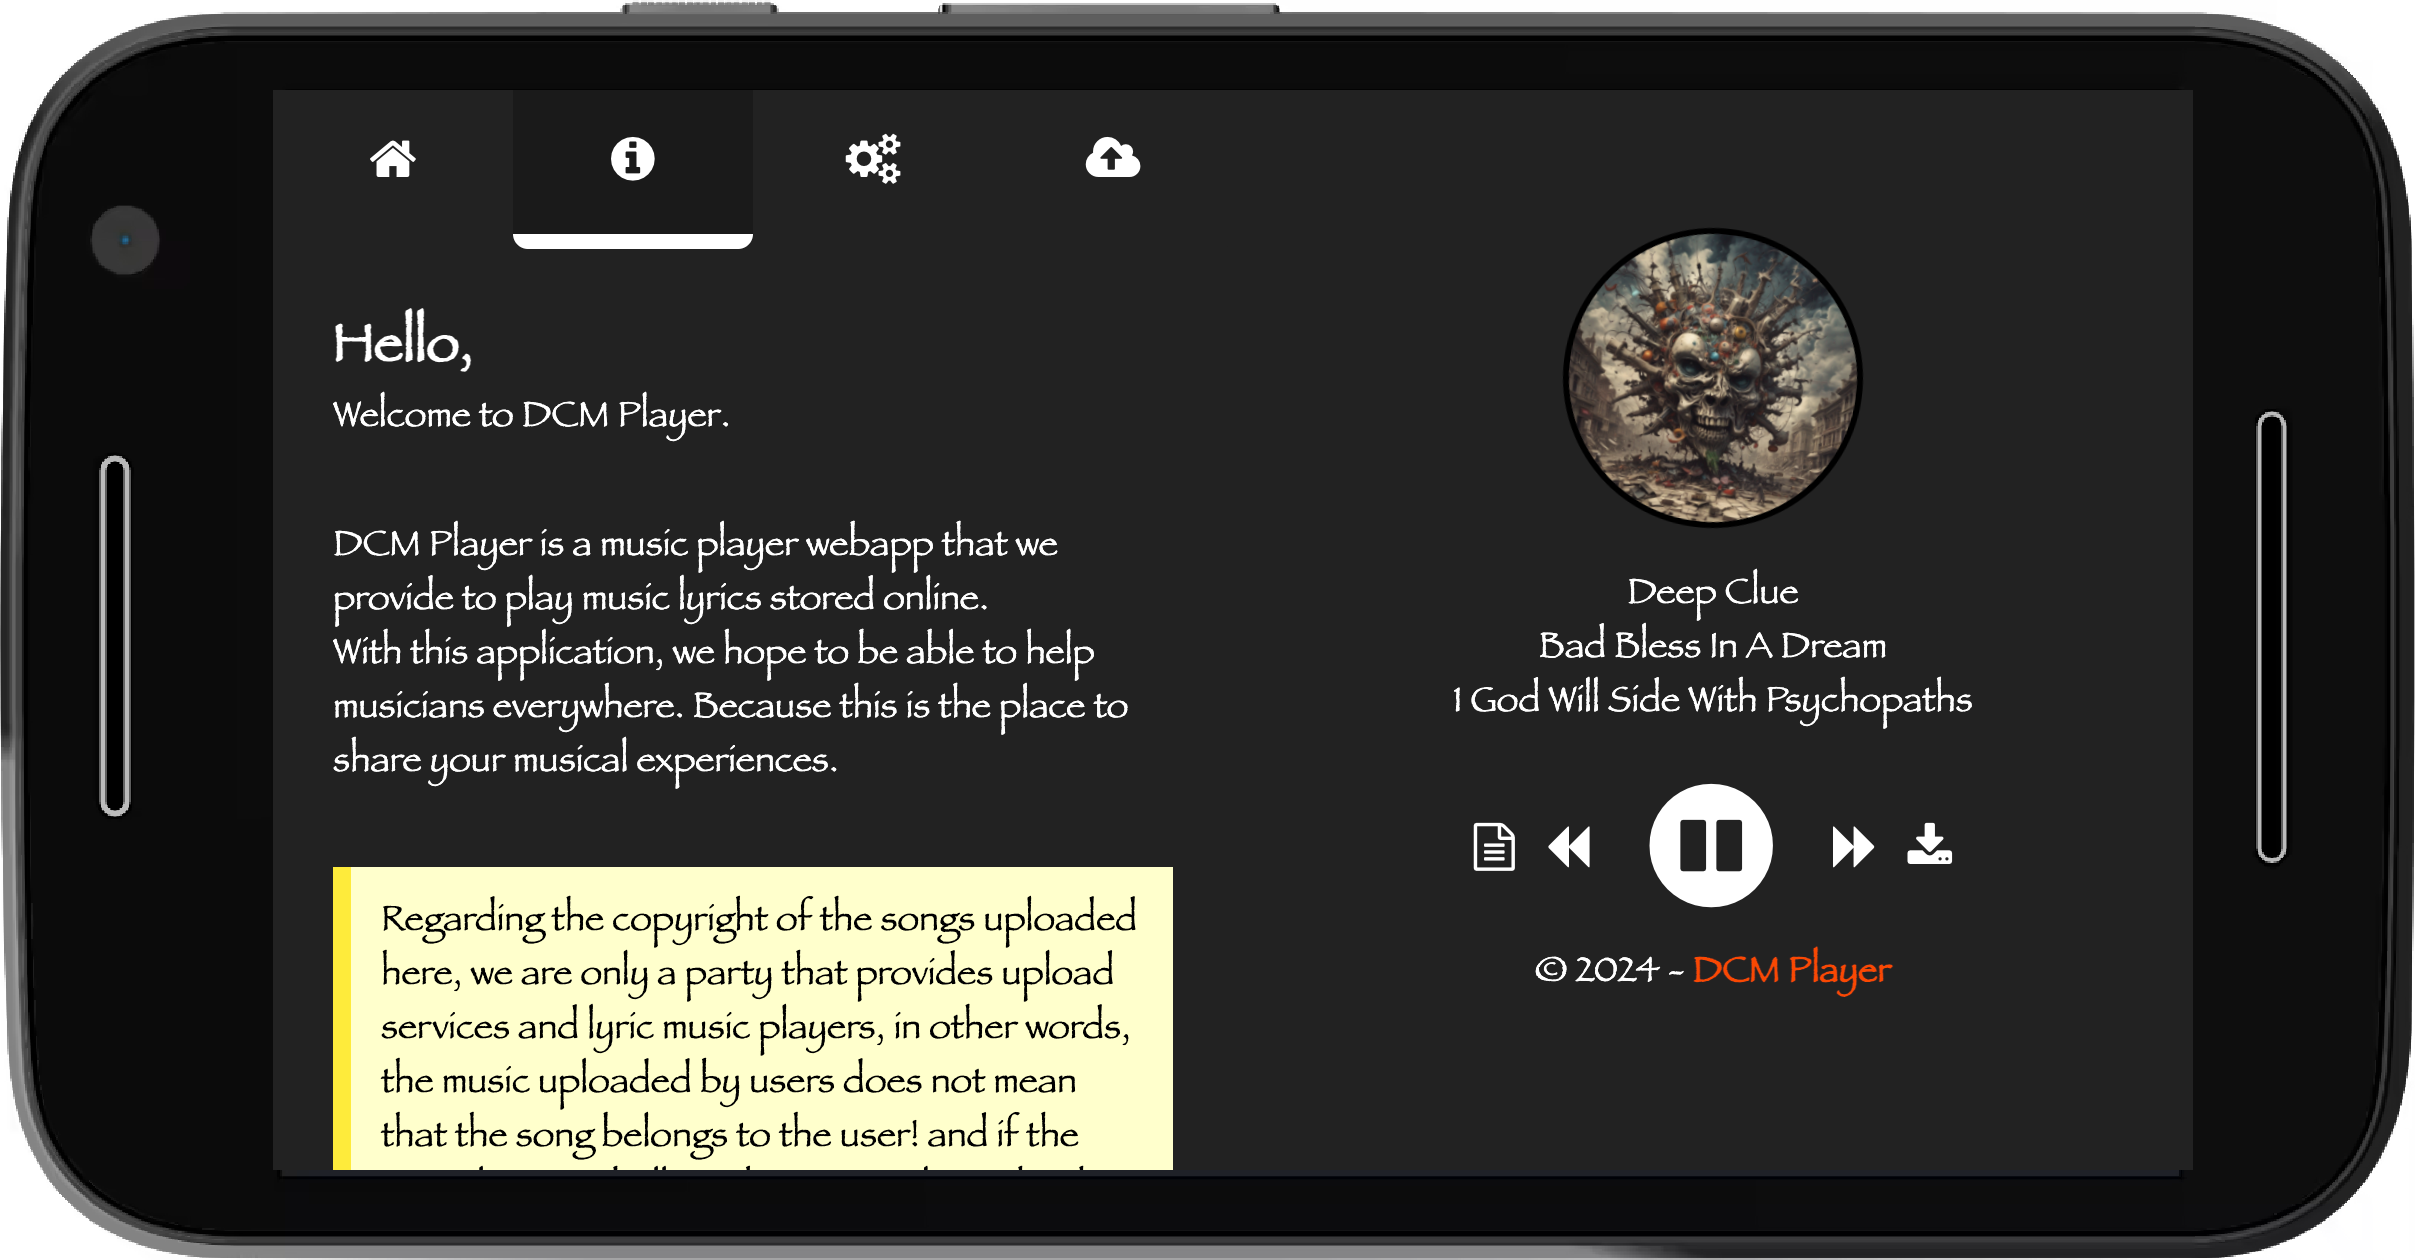 Hello,
Welcome to DCM Player.
DCM Player is a music player webapp that we
provide to play music lyrics stored online.
With this application, we hope to be able to help
musicians everywhere. Because this is the place to
share your musical experiences.
Regarding the copyright of the songs uploaded
here, we are only a party that provides upload
services and lyric music players, in other words,
the music uploaded by users does not mean
that the song belongs to the user! and if the
Deep Clue
Bad Bless In A Dream
1 God Will Side With Psychopaths
© 2024 - DCM Player